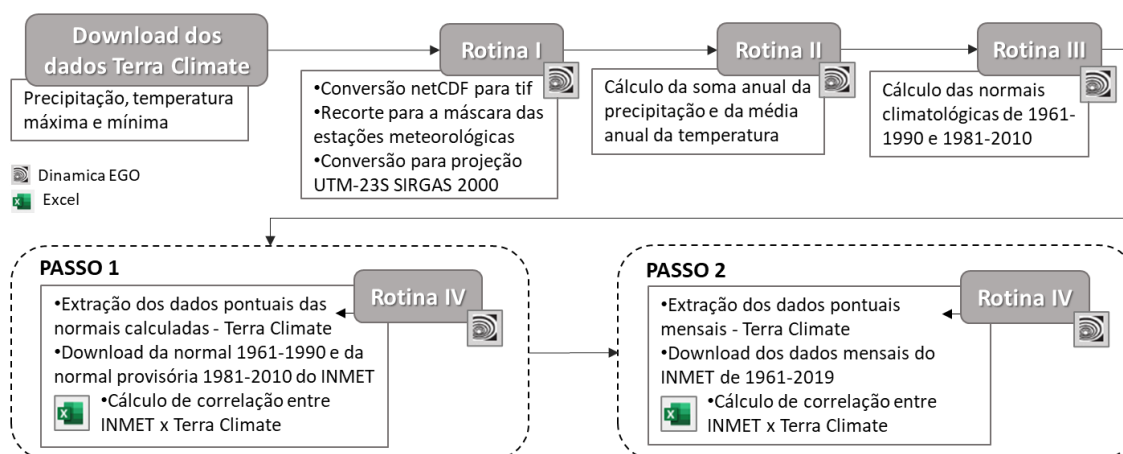 Download dos
dados Terra Climate
Precipitação, temperatura
máxima e mínima
Rotina I
•Conversão netCDF para tif
•Recorte para a máscara das
estações meteorológicas
•Conversão para projeção
UTM-23S SIRGAS 2000
Rotina II
Cálculo da soma anual da
precipitação e da média
anual da temperatura
Rotina III
Cálculo das normais
climatológicas de 1961-
1990 e 1981-2010
Dinamica EGO
Excel
PASSO 1
Rotina IV
•Extração dos dados pontuais das
normais calculadas - Terra Climate
•Download da normal 1961-1990 e da
normal provisória 1981-2010 do INMET
•Cálculo de correlação entre
INMET x Terra Climate
PASSO 2
Rotina IV
•Extração dos dados pontuais
mensais - Terra Climate
•Download dos dados mensais do
INMET de 1961-2019
•Cálculo de correlação entre
INMET x Terra Climate